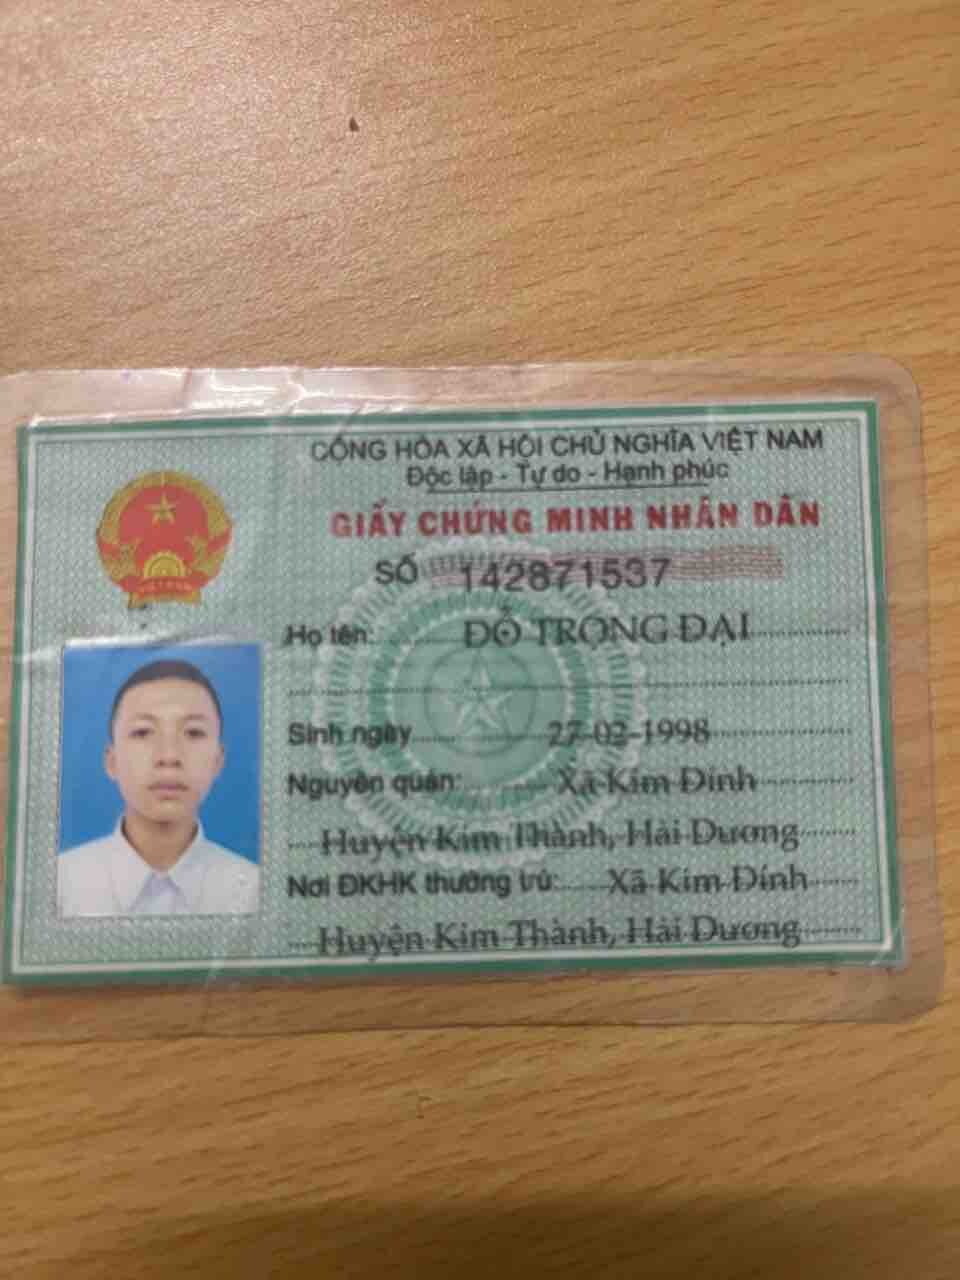 CỘNG HÒA XÃ HỘI CHỦ NGHĨA VIỆT NAM
Độc lập - Tự do - Hạnh phúc
GIẤY CHỨNG MINH NHÂN DÂN
SỐ 142871537
Họ tên: ĐỖ TRỌNG ĐẠI
Sinh ngày 27-02-1998
Nguyên quán: Xã Kim Đính
Huyện Kim Thành, Hải Dương
Nơi ĐKHK thường trú: Xã Kim Đính
Huyện Kim Thành, Hải Dương